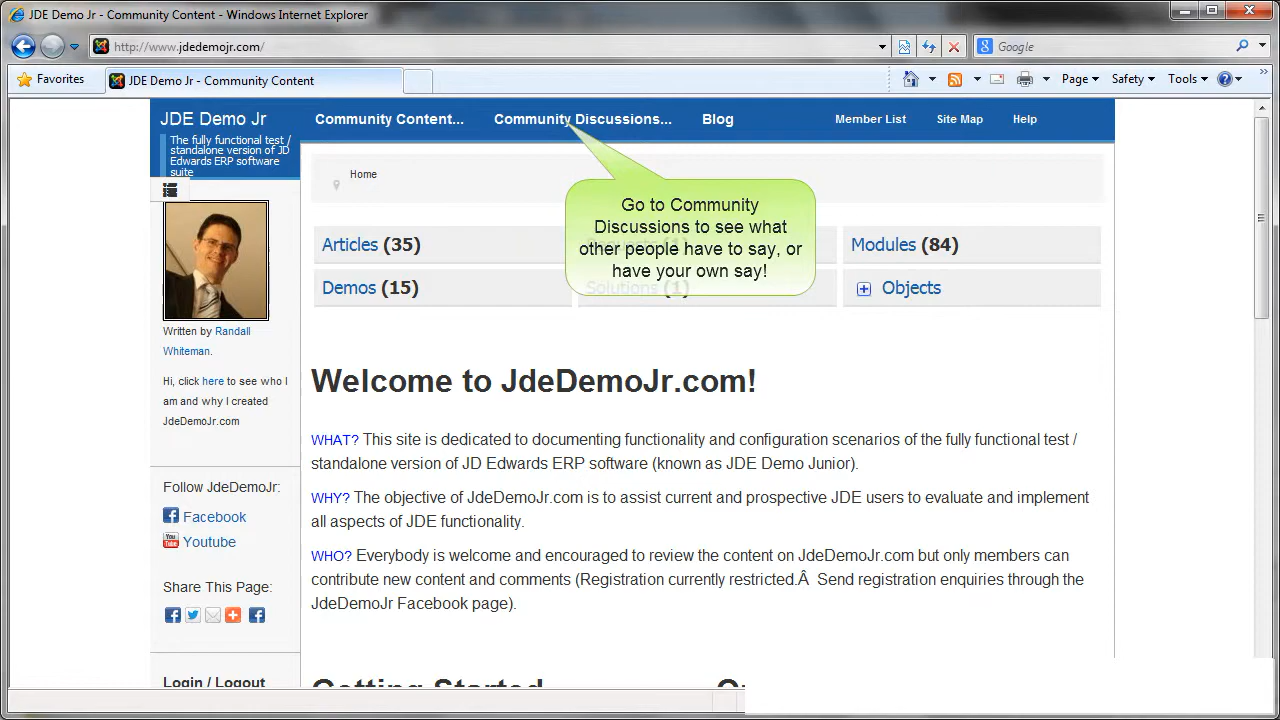 JDE Demo Jr - Community Content - Windows Internet Explorer
http://www.jdedemojr.com/
Google
Favorites
JDE Demo Jr - Community Content
Page
Safety
Tools
JDE Demo Jr
The fully functional test /
standalone version of JD
Edwards ERP software
suite
Community Content...
Community Discussions...
Blog
Member List
Site Map
Help
Home
Go to Community
Discussions to see what
other people have to say, or
have your own say!
Articles (35)
Modules (84)
Demos (15)
Solutions (1)
Objects
Written by Randall
Whiteman.
Hi, click here to see who I
am and why I created
JdeDemoJr.com
Welcome to JdeDemoJr.com!
WHAT? This site is dedicated to documenting functionality and configuration scenarios of the fully functional test /
standalone version of JD Edwards ERP software (known as JDE Demo Junior).
WHY? The objective of JdeDemoJr.com is to assist current and prospective JDE users to evaluate and implement
all aspects of JDE functionality.
WHO? Everybody is welcome and encouraged to review the content on JdeDemoJr.com but only members can
contribute new content and comments (Registration currently restricted.Â Send registration enquiries through the
JdeDemoJr Facebook page).
Follow JdeDemoJr:
Facebook
Youtube
Share This Page:
Login / Logout
Getting Started